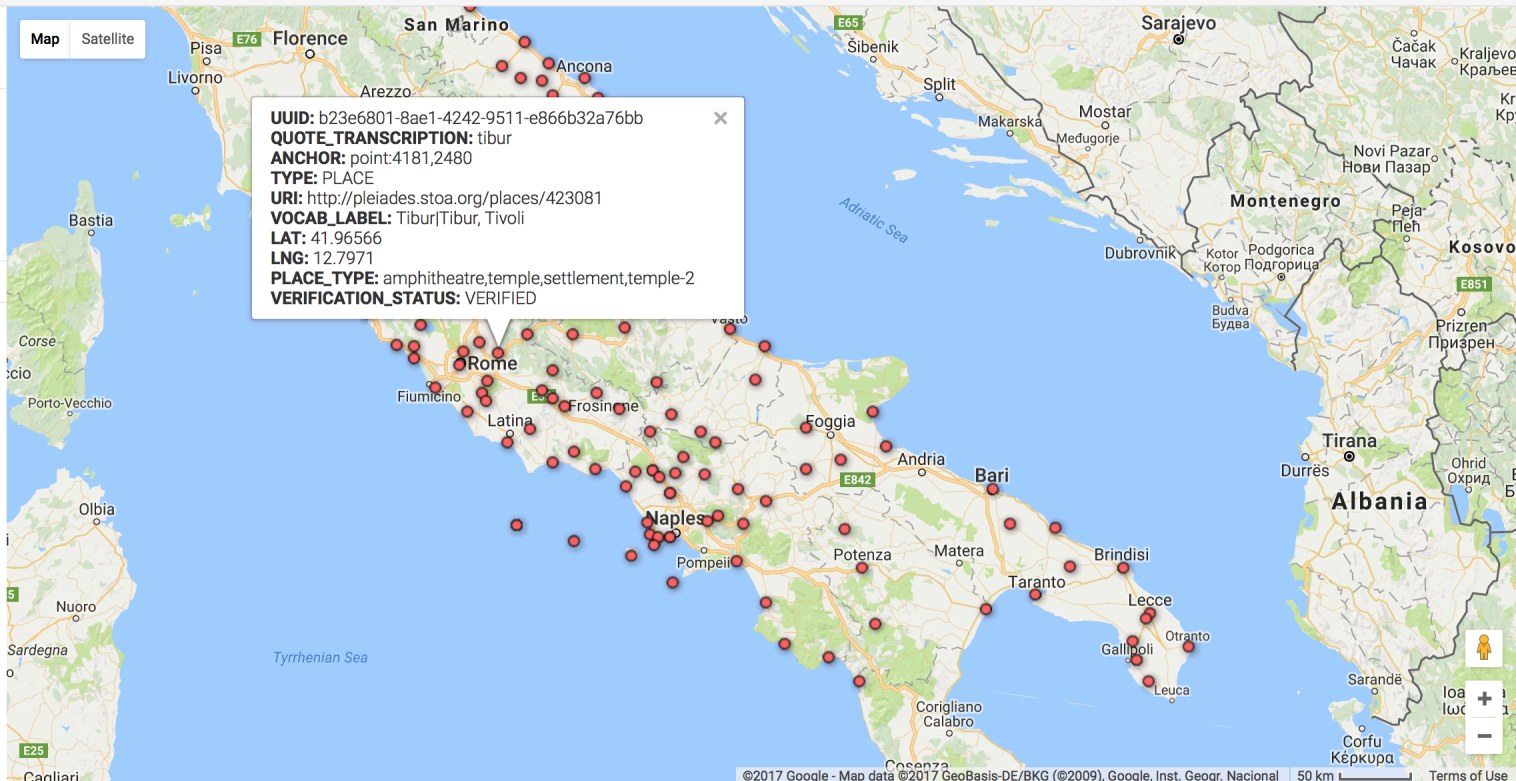 Map
Satellite
San Marino
E65
Sarajevo
E76
Florence
Pisa
Livorno
Šibenik
Čačak
Чачак
Kraljevo
Краљев
Ancona
Arezzo
Split
Mostar
Makarska
Međugorje
Novi Pazar
Нови Пазар
UUID: b23e6801-8ae1-4242-9511-e866b32a76bb
QUOTE_TRANSCRIPTION: tibur
ANCHOR: point:4181,2480
TYPE: PLACE
URI: http://pleiades.stoa.org/places/423081
VOCAB_LABEL: Tibur|Tibur, Tivoli
LAT: 41.96566
LNG: 12.7971
PLACE_TYPE: amphitheatre,temple,settlement,temple-2
VERIFICATION_STATUS: VERIFIED
Adriatic Sea
Bastia
Montenegro
Peja
Пећ
Kosovo
Dubrovnik
Kotor
Котор
Podgorica
Подгорица
E851
Budva
Будва
Prizren
Призрен
Corse
ccio
Vasto
Porto-Vecchio
Rome
Fiumicino
Frosinone
Latina
Foggia
Andria
E842
Bari
Tirana
Durrës
Ohrid
Охрид
Albania
Olbia
Naples
Pompeii
Potenza
Matera
Brindisi
Taranto
Lecce
Nuoro
Otranto
Gallipoli
Leuca
Sardegna
Tyrrhenian Sea
Sarandë
Corigliano
Calabro
Corfu
Κέρκυρα
E25
Cagliari
Cosenza
©2017 Google - Map data ©2017 GeoBasis-DE/BKG (©2009), Google, Inst. Geogr. Nacional
50 km
Terms of Use